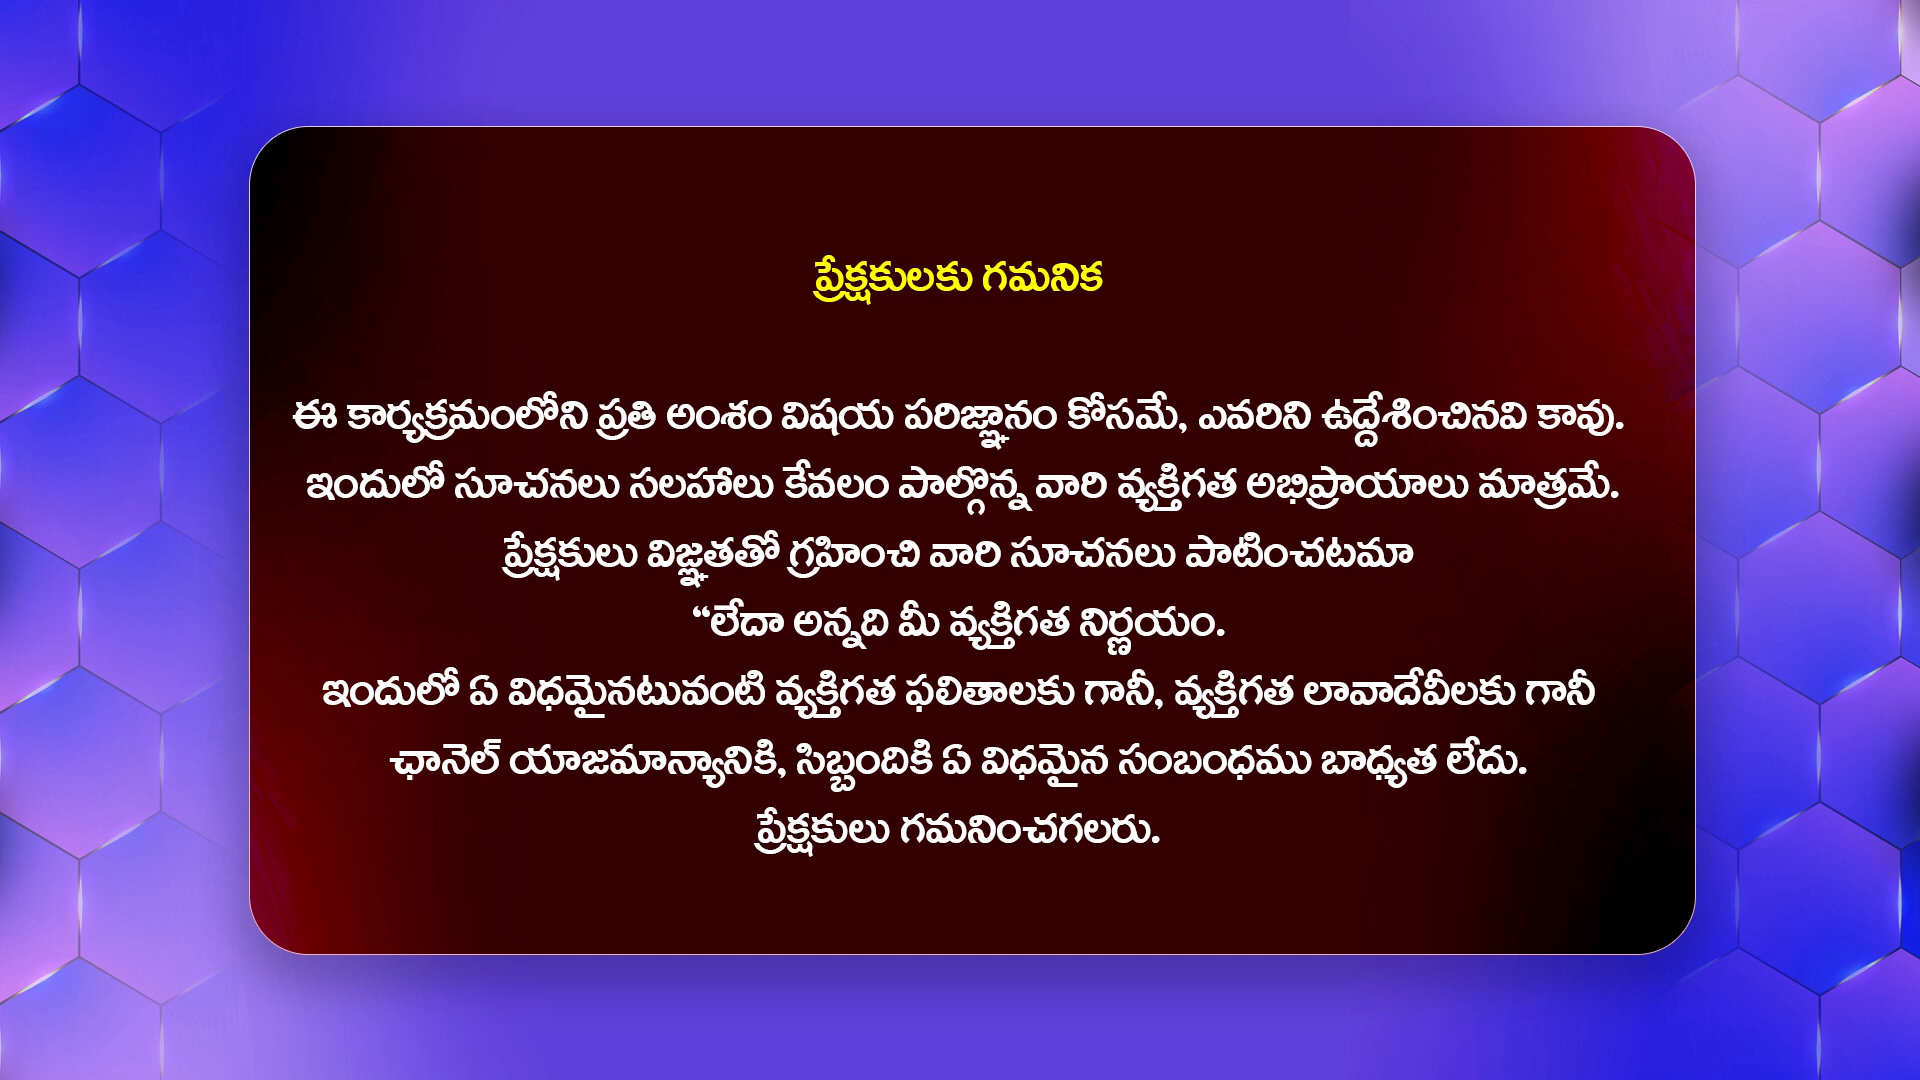 ప్రేక్షకులకు గమనిక
ఈ కార్యక్రమంలోని ప్రతి అంశం విషయ పరిజ్ఞానం కోసమే, ఎవరిని ఉద్దేశించినవి కావు.
ఇందులో సూచనలు సలహాలు కేవలం పాల్గొన్న వారి వ్యక్తిగత అభిప్రాయాలు మాత్రమే.
ప్రేక్షకులు విజ్ఞతతో గ్రహించి వారి సూచనలు పాటించటమా
“లేదా అన్నది మీ వ్యక్తిగత నిర్ణయం.
ఇందులో ఏ విధమైనటువంటి వ్యక్తిగత ఫలితాలకు గానీ, వ్యక్తిగత లావాదేవీలకు గానీ
ఛానెల్ యాజమాన్యానికి, సిబ్బందికి ఏ విధమైన సంబంధము బాధ్యత లేదు.
ప్రేక్షకులు గమనించగలరు.